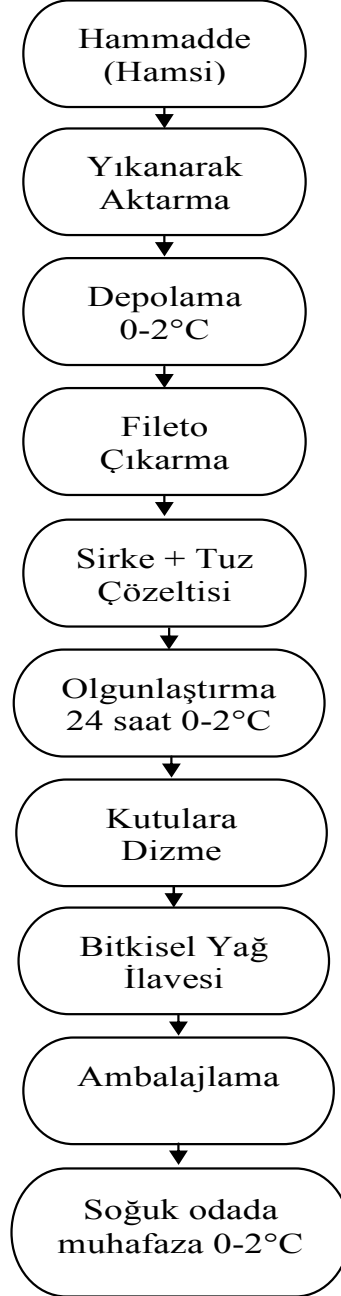 Hammadde
(Hamsi)
Yıkanarak
Aktarma
Depolama
0-2°C
Fileto
Çıkarma
Sirke + Tuz
Çözeltisi
Olgunlaştırma
24 saat 0-2°C
Kutulara
Dizme
Bitkisel Yağ
İlavesi
Ambalajlama
Soğuk odada
muhafaza 0-2°C